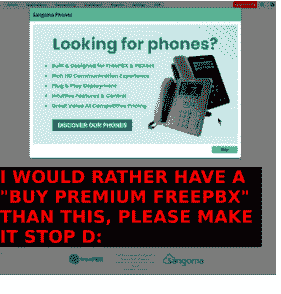 Sangoma Phones
Looking for phones?
Built & Designed for FreePBX & PBXact
Rich HD Communication Experience
Plug & Play Deployment
Intuitive Features & Control
Great Value At Competitive Pricing
DISCOVER OUR PHONES
I WOULD RATHER HAVE A
"BUY PREMIUM FREEPBX"
THAN THIS, PLEASE MAKE
IT STOP D:
FreePBX
Sangoma